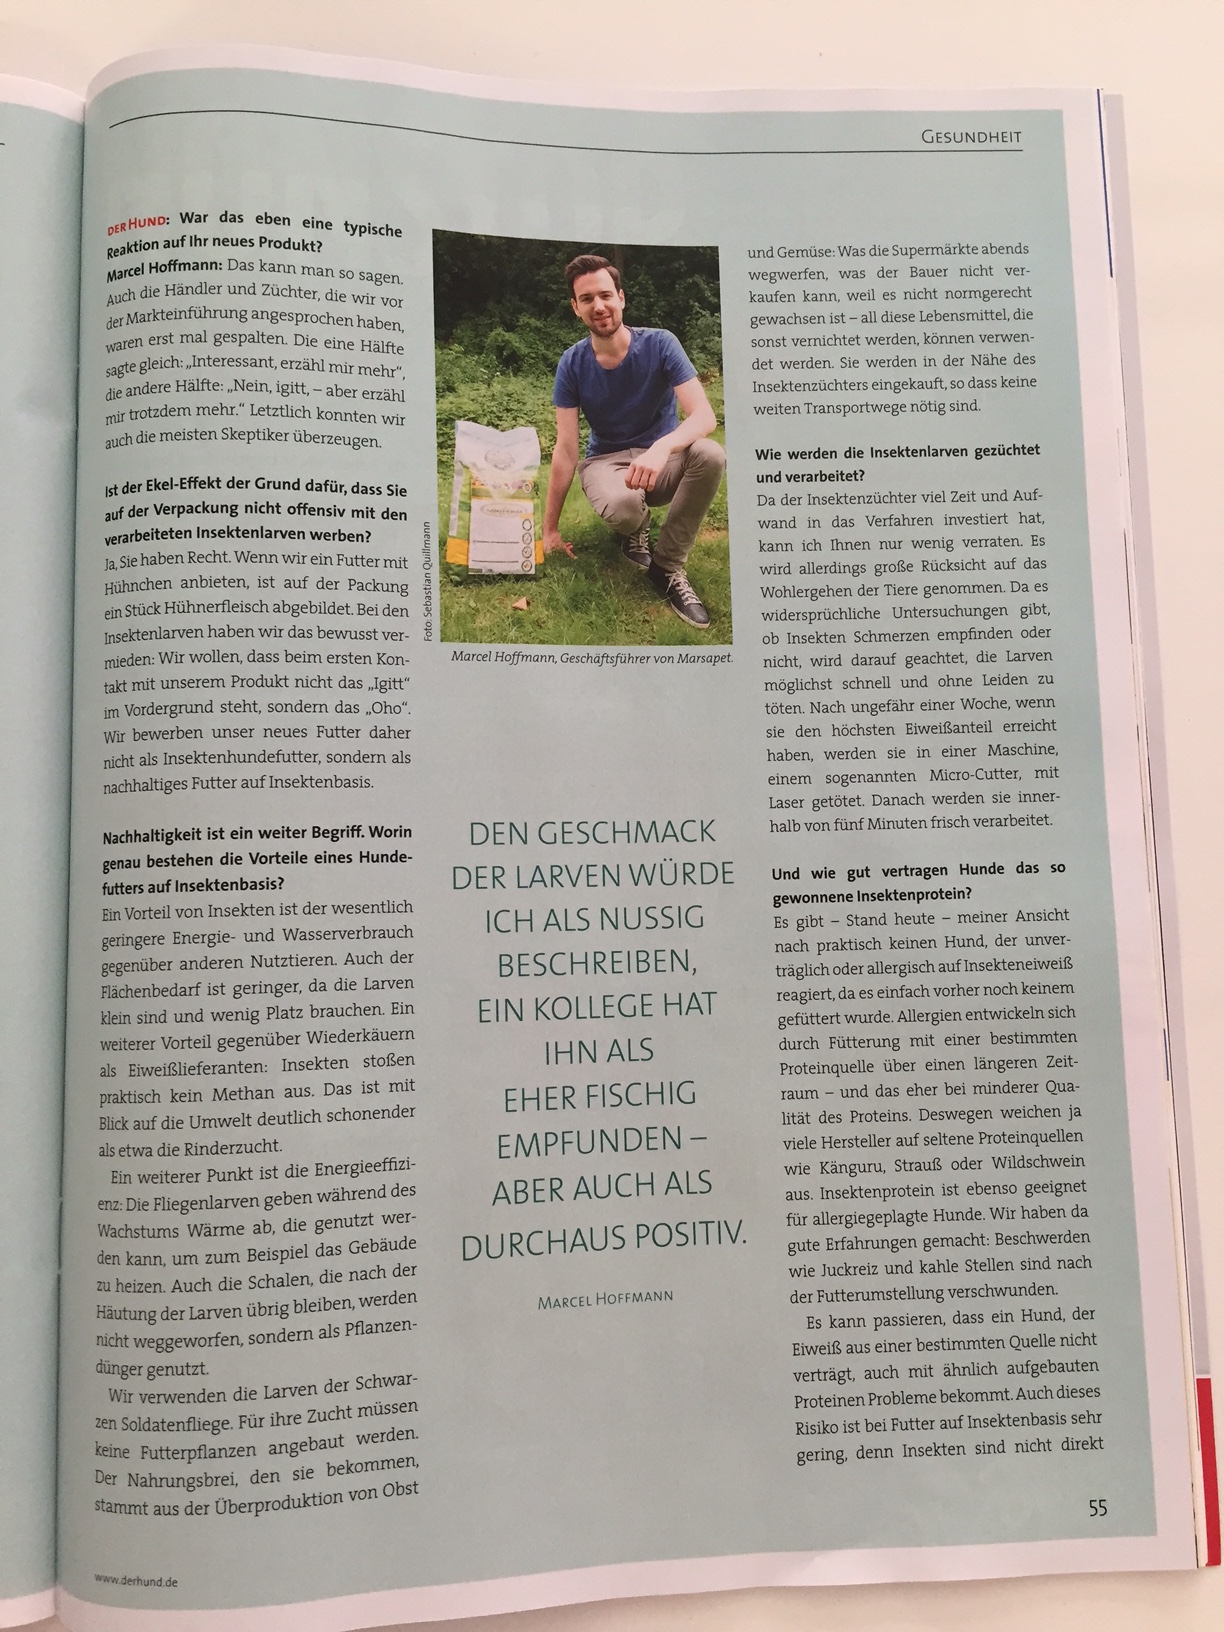 GESUNDHEIT
DER HUND: War das eben eine typische
Reaktion auf Ihr neues Produkt?
Marcel Hoffmann: Das kann man so sagen.
Auch die Händler und Züchter, die wir vor
der Markteinführung angesprochen haben,
waren erst mal gespalten. Die eine Hälfte
sagte gleich: „Interessant, erzähl mir mehr“,
die andere Hälfte: „Nein, igitt, – aber erzähl
mir trotzdem mehr.“ Letztlich konnten wir
auch die meisten Skeptiker überzeugen.
Ist der Ekel-Effekt der Grund dafür, dass Sie
auf der Verpackung nicht offensiv mit den
verarbeiteten Insektenlarven werben?
Ja, Sie haben Recht. Wenn wir ein Futter mit
Hühnchen anbieten, ist auf der Packung
ein Stück Hühnerfleisch abgebildet. Bei den
Insektenlarven haben wir das bewusst ver-
mieden: Wir wollen, dass beim ersten Kon-
takt mit unserem Produkt nicht das „Igitt“
im Vordergrund steht, sondern das „Oho“.
Wir bewerben unser neues Futter daher
nicht als Insektenhundefutter, sondern als
nachhaltiges Futter auf Insektenbasis.
Nachhaltigkeit ist ein weiter Begriff. Worin
genau bestehen die Vorteile eines Hunde-
futters auf Insektenbasis?
Ein Vorteil von Insekten ist der wesentlich
geringere Energie- und Wasserverbrauch
gegenüber anderen Nutztieren. Auch der
Flächenbedarf ist geringer, da die Larven
klein sind und wenig Platz brauchen. Ein
weiterer Vorteil gegenüber Wiederkäuern
als Eiweißlieferanten: Insekten stoßen
praktisch kein Methan aus. Das ist mit
Blick auf die Umwelt deutlich schonender
als etwa die Rinderzucht.
Ein weiterer Punkt ist die Energieeffizi-
enz: Die Fliegenlarven geben während des
Wachstums Wärme ab, die genutzt wer-
den kann, um zum Beispiel das Gebäude
zu heizen. Auch die Schalen, die nach der
Häutung der Larven übrig bleiben, werden
nicht weggeworfen, sondern als Pflanzen-
dünger genutzt.
Wir verwenden die Larven der Schwar-
zen Soldatenfliege. Für ihre Zucht müssen
keine Futterpflanzen angebaut werden.
Der Nahrungsbrei, den sie bekommen,
stammt aus der Überproduktion von Obst
Foto: Sebastian Quillmann
Marcel Hoffmann, Geschäftsführer von Marsapet.
DEN GESCHMACK
DER LARVEN WÜRDE
ICH ALS NUSSIG
BESCHREIBEN,
EIN KOLLEGE HAT
IHN ALS
EHER FISCHIG
EMPFUNDEN –
ABER AUCH ALS
DURCHAUS POSITIV.
MARCEL HOFFMANN
und Gemüse: Was die Supermärkte abends
wegwerfen, was der Bauer nicht ver-
kaufen kann, weil es nicht normgerecht
gewachsen ist – all diese Lebensmittel, die
sonst vernichtet werden, können verwen-
det werden. Sie werden in der Nähe des
Insektenzüchters eingekauft, so dass keine
weiten Transportwege nötig sind.
Wie werden die Insektenlarven gezüchtet
und verarbeitet?
Da der Insektenzüchter viel Zeit und Auf-
wand in das Verfahren investiert hat,
kann ich Ihnen nur wenig verraten. Es
wird allerdings große Rücksicht auf das
Wohlergehen der Tiere genommen. Da es
widersprüchliche Untersuchungen gibt,
ob Insekten Schmerzen empfinden oder
nicht, wird darauf geachtet, die Larven
möglichst schnell und ohne Leiden zu
töten. Nach ungefähr einer Woche, wenn
sie den höchsten Eiweißanteil erreicht
haben, werden sie in einer Maschine,
einem sogenannten Micro-Cutter, mit
Laser getötet. Danach werden sie inner-
halb von fünf Minuten frisch verarbeitet.
Und wie gut vertragen Hunde das so
gewonnene Insektenprotein?
Es gibt – Stand heute – meiner Ansicht
nach praktisch keinen Hund, der unver-
träglich oder allergisch auf Insekteneiweiß
reagiert, da es einfach vorher noch keinem
gefüttert wurde. Allergien entwickeln sich
durch Fütterung mit einer bestimmten
Proteinquelle über einen längeren Zeit-
raum – und das eher bei minderer Qua-
lität des Proteins. Deswegen weichen ja
viele Hersteller auf seltene Proteinquellen
wie Känguru, Strauß oder Wildschwein
aus. Insektenprotein ist ebenso geeignet
für allergiegeplagte Hunde. Wir haben da
gute Erfahrungen gemacht: Beschwerden
wie Juckreiz und kahle Stellen sind nach
der Futterumstellung verschwunden.
Es kann passieren, dass ein Hund, der
Eiweiß aus einer bestimmten Quelle nicht
verträgt, auch mit ähnlich aufgebauten
Proteinen Probleme bekommt. Auch dieses
Risiko ist bei Futter auf Insektenbasis sehr
gering, denn Insekten sind nicht direkt
55
www.derhund.de